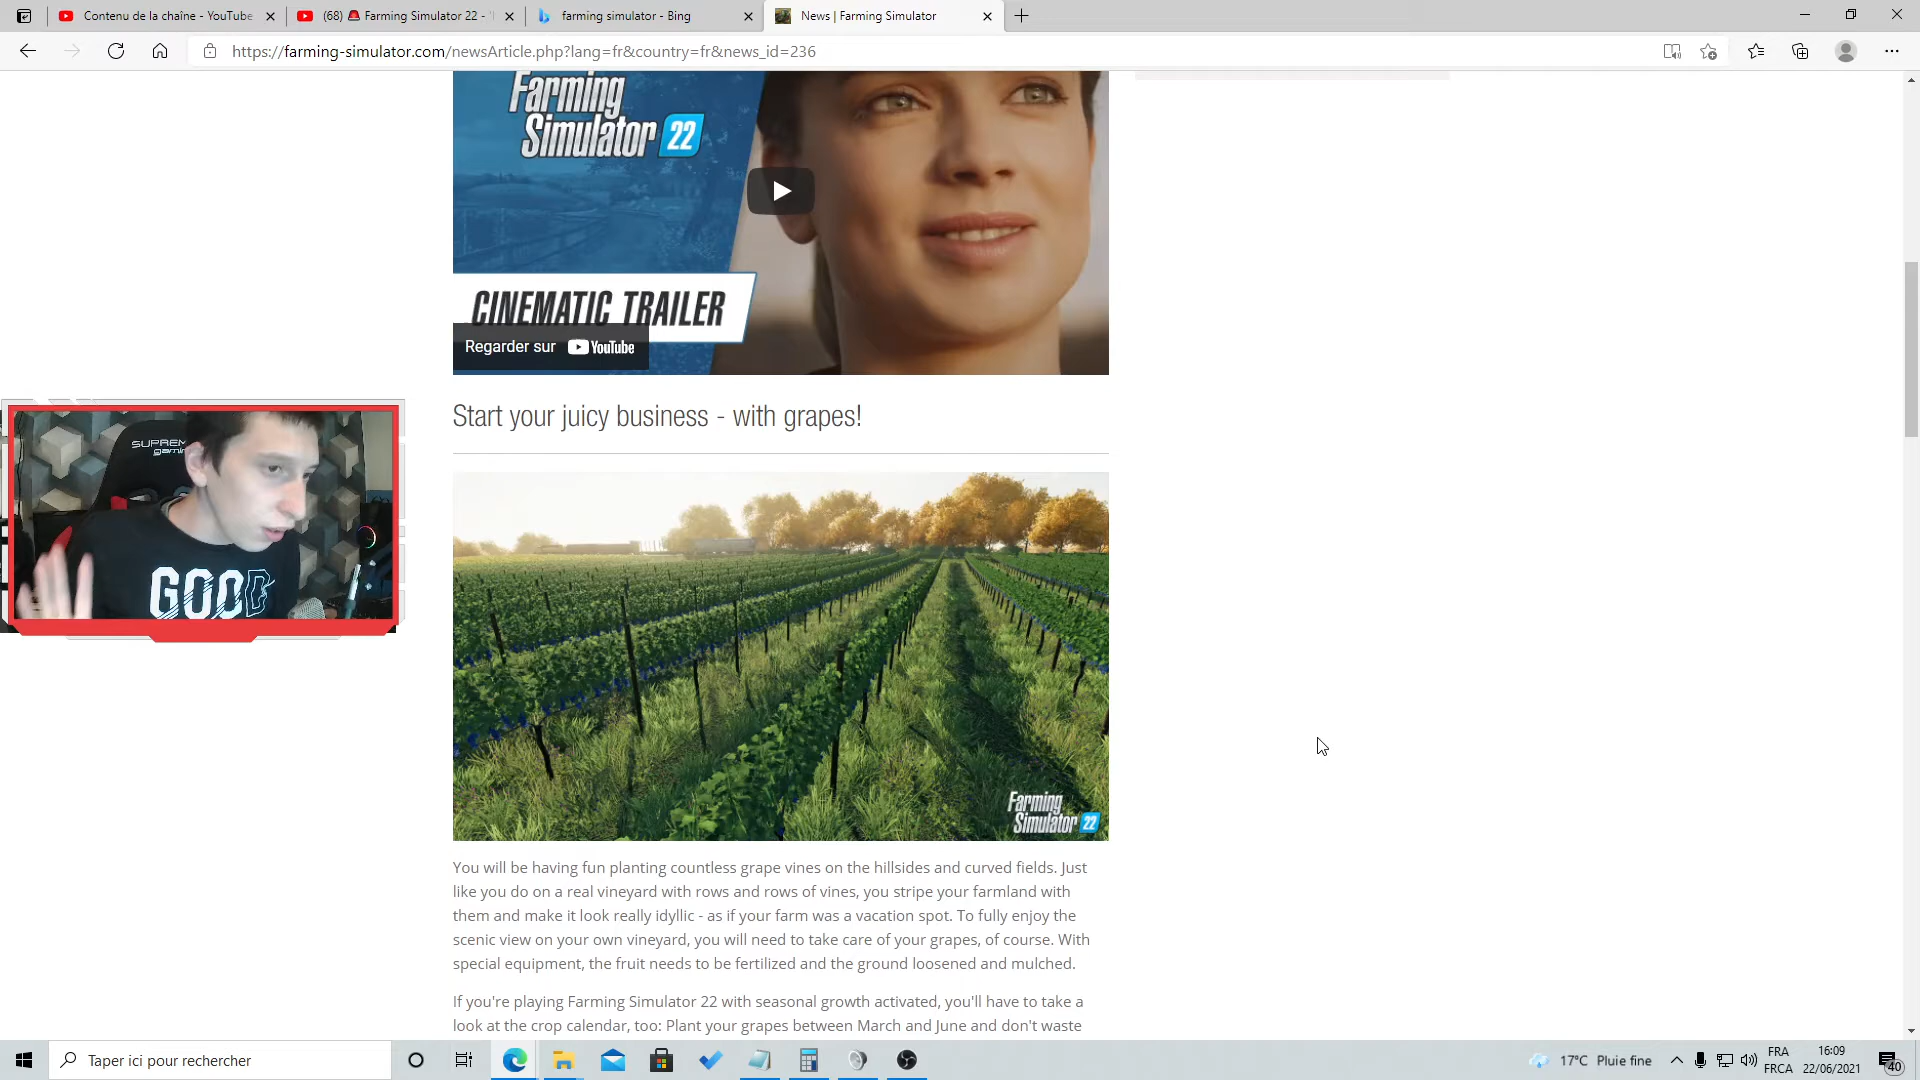 Contenu de la chaîne - YouTube
(68) 🚨 Farming Simulator 22 - "
farming simulator - Bing
News | Farming Simulator
https://farming-simulator.com/newsArticle.php?lang=fr&country=fr&news_id=236
Farming
Simulator 22
CINEMATIC TRAILER
Regarder sur YouTube
Start your juicy business - with grapes!
SUPREM
gaming
GOOD
Farming
Simulator 22
You will be having fun planting countless grape vines on the hillsides and curved fields. Just
like you do on a real vineyard with rows and rows of vines, you stripe your farmland with
them and make it look really idyllic - as if your farm was a vacation spot. To fully enjoy the
scenic view on your own vineyard, you will need to take care of your grapes, of course. With
special equipment, the fruit needs to be fertilized and the ground loosened and mulched.
If you're playing Farming Simulator 22 with seasonal growth activated, you'll have to take a
look at the crop calendar, too: Plant your grapes between March and June and don't waste
Taper ici pour rechercher
17°C Pluie fine
FRA
FRCA
16:09
22/06/2021
40